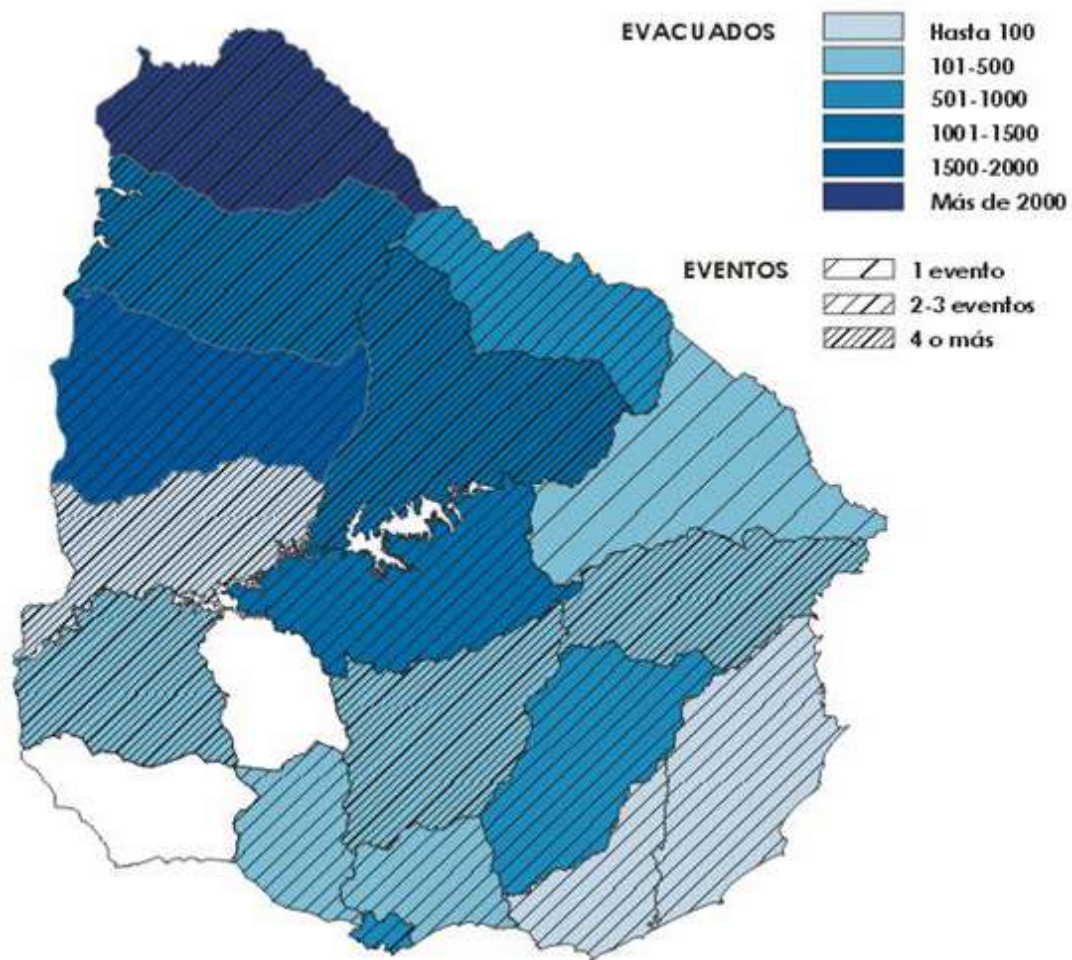 EVACUADOS
Hasta 100
101-500
501-1000
1001-1500
1500-2000
Más de 2000
EVENTOS
1 evento
2-3 eventos
4 o más